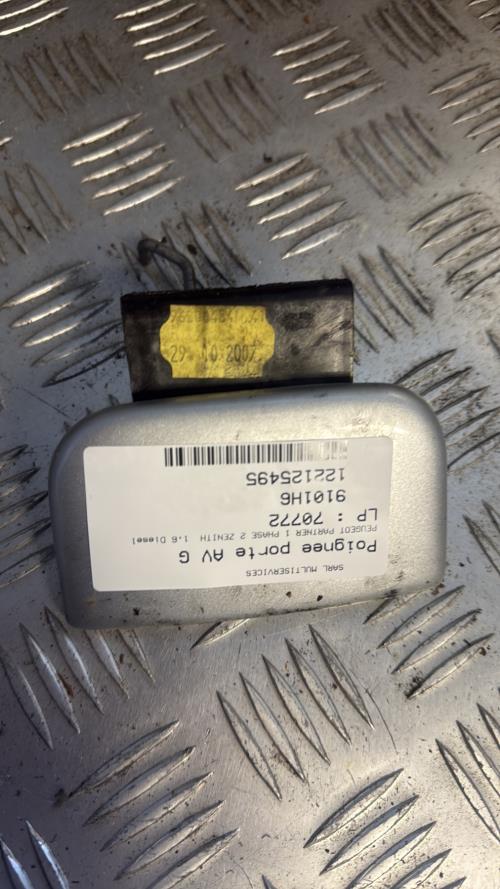 SARL MULTISERVICES
Poignee porte AV G
PEUGEOT PARTNER 1 PHASE 2 ZENITH 1.6 Diesel
LP : 70772
9101H6
122125495
29. 10.2007